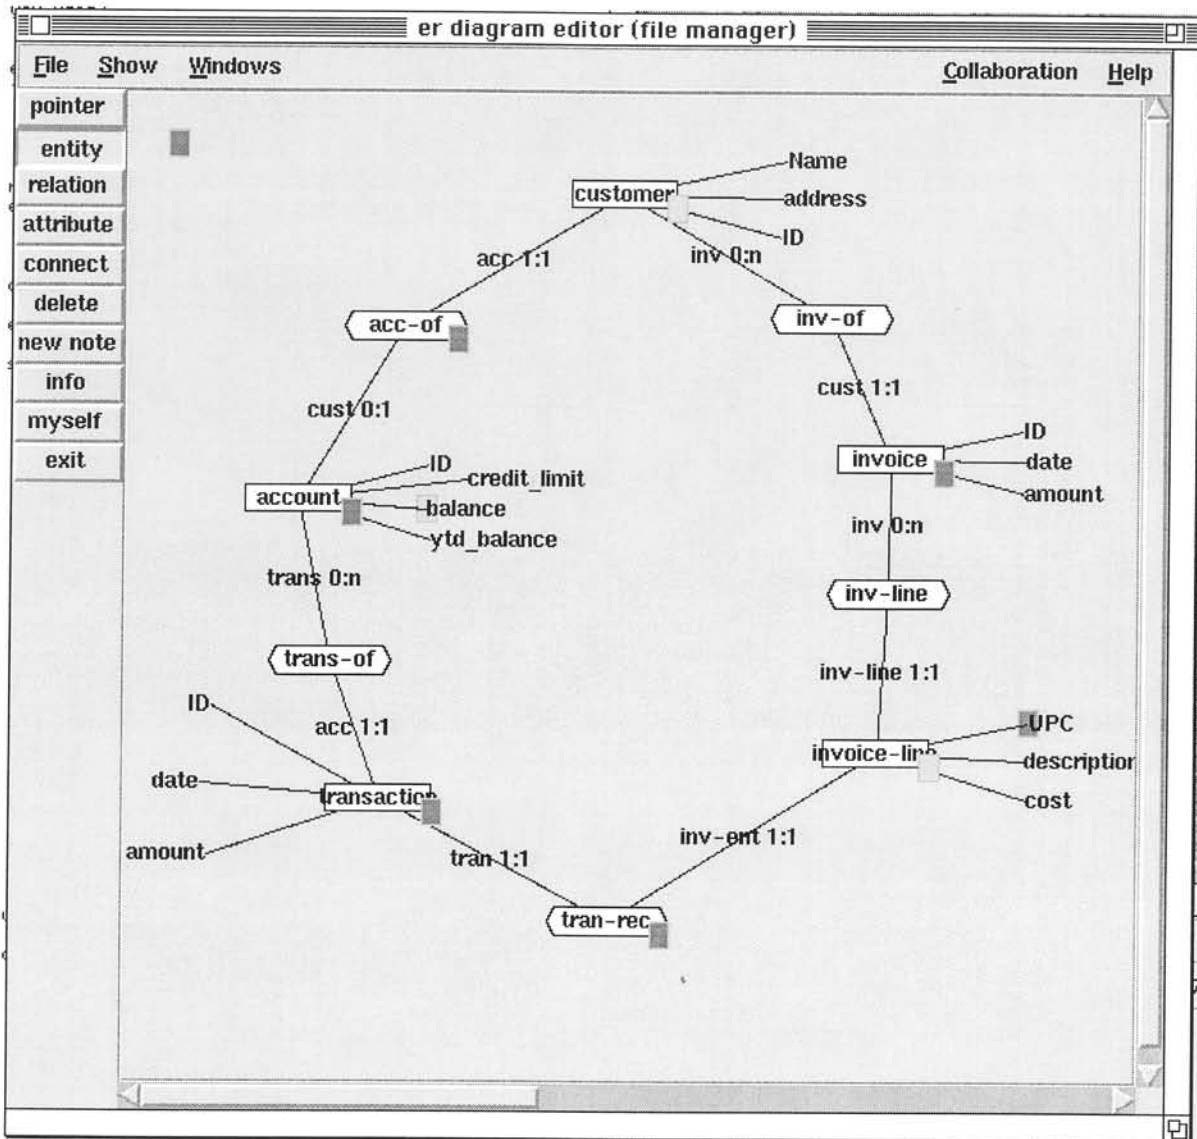 er diagram editor (file manager)
File Show Windows Collaboration Help
pointer
entity
relation
attribute
connect
delete
new note
info
myself
exit
Name
customer
address
ID
acc 1:1
inv 0:n
acc-of
inv-of
cust 0:1
cust 1:1
ID
invoice
date
amount
ID
credit_limit
account
balance
ytd_balance
inv 0:n
trans 0:n
inv-line
trans-of
inv-line 1:1
ID
acc 1:1
UPC
invoice-line
description
cost
date
transaction
amount
tran 1:1
inv-ent 1:1
tran-rec